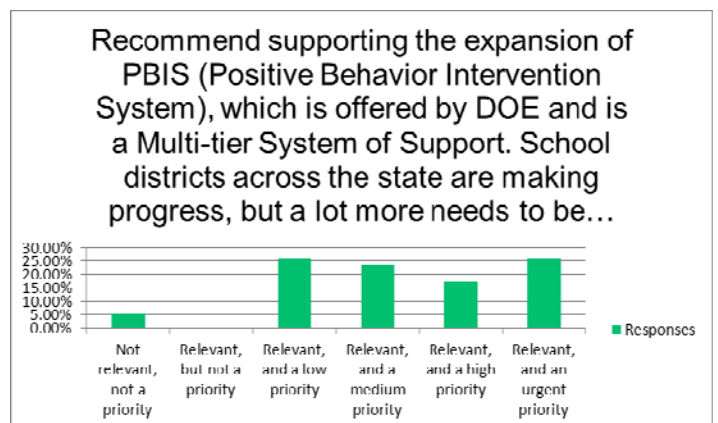 Recommend supporting the expansion of
PBIS (Positive Behavior Intervention
System), which is offered by DOE and is
a Multi-tier System of Support. School
districts across the state are making
progress, but a lot more needs to be…
30.00%
25.00%
20.00%
15.00%
10.00%
5.00%
0.00%
Responses
Not relevant, not a priority
Relevant, but not a priority
Relevant, and a low priority
Relevant, and a medium priority
Relevant, and a high priority
Relevant, and an urgent priority